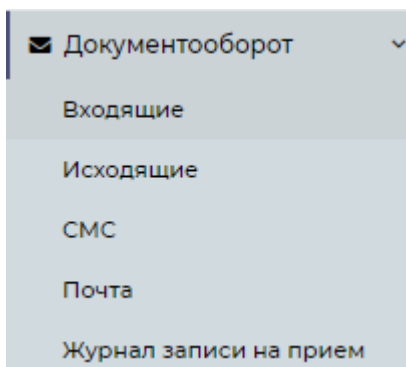 Документооборот
Входящие
Исходящие
СМС
Почта
Журнал записи на прием